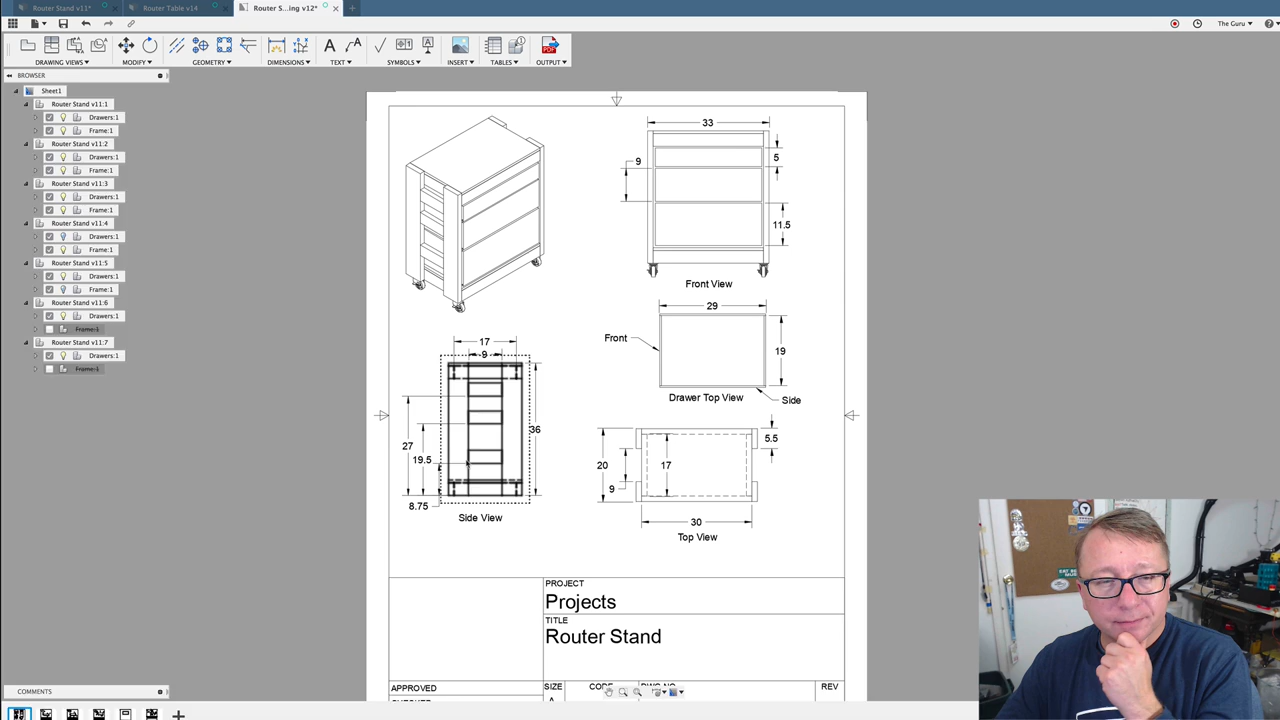 Router Stand v11*
Router Table v14
Router S...ing v12*
The Guru
DRAWING VIEWS
MODIFY
GEOMETRY
DIMENSIONS
TEXT
SYMBOLS
INSERT
TABLES
OUTPUT
BROWSER
Sheet1
Router Stand v11:1
Drawers:1
Frame:1
Router Stand v11:2
Drawers:1
Frame:1
Router Stand v11:3
Drawers:1
Frame:1
Router Stand v11:4
Drawers:1
Frame:1
Router Stand v11:5
Drawers:1
Frame:1
Router Stand v11:6
Drawers:1
Frame:1
Router Stand v11:7
Drawers:1
Frame:1
33
9
5
11.5
Front View
29
Front
19
Drawer Top View
Side
17
9
27
19.5
36
8.75
Side View
5.5
20
17
9
30
Top View
PROJECT
Projects
TITLE
Router Stand
APPROVED
SIZE
REV
COMMENTS